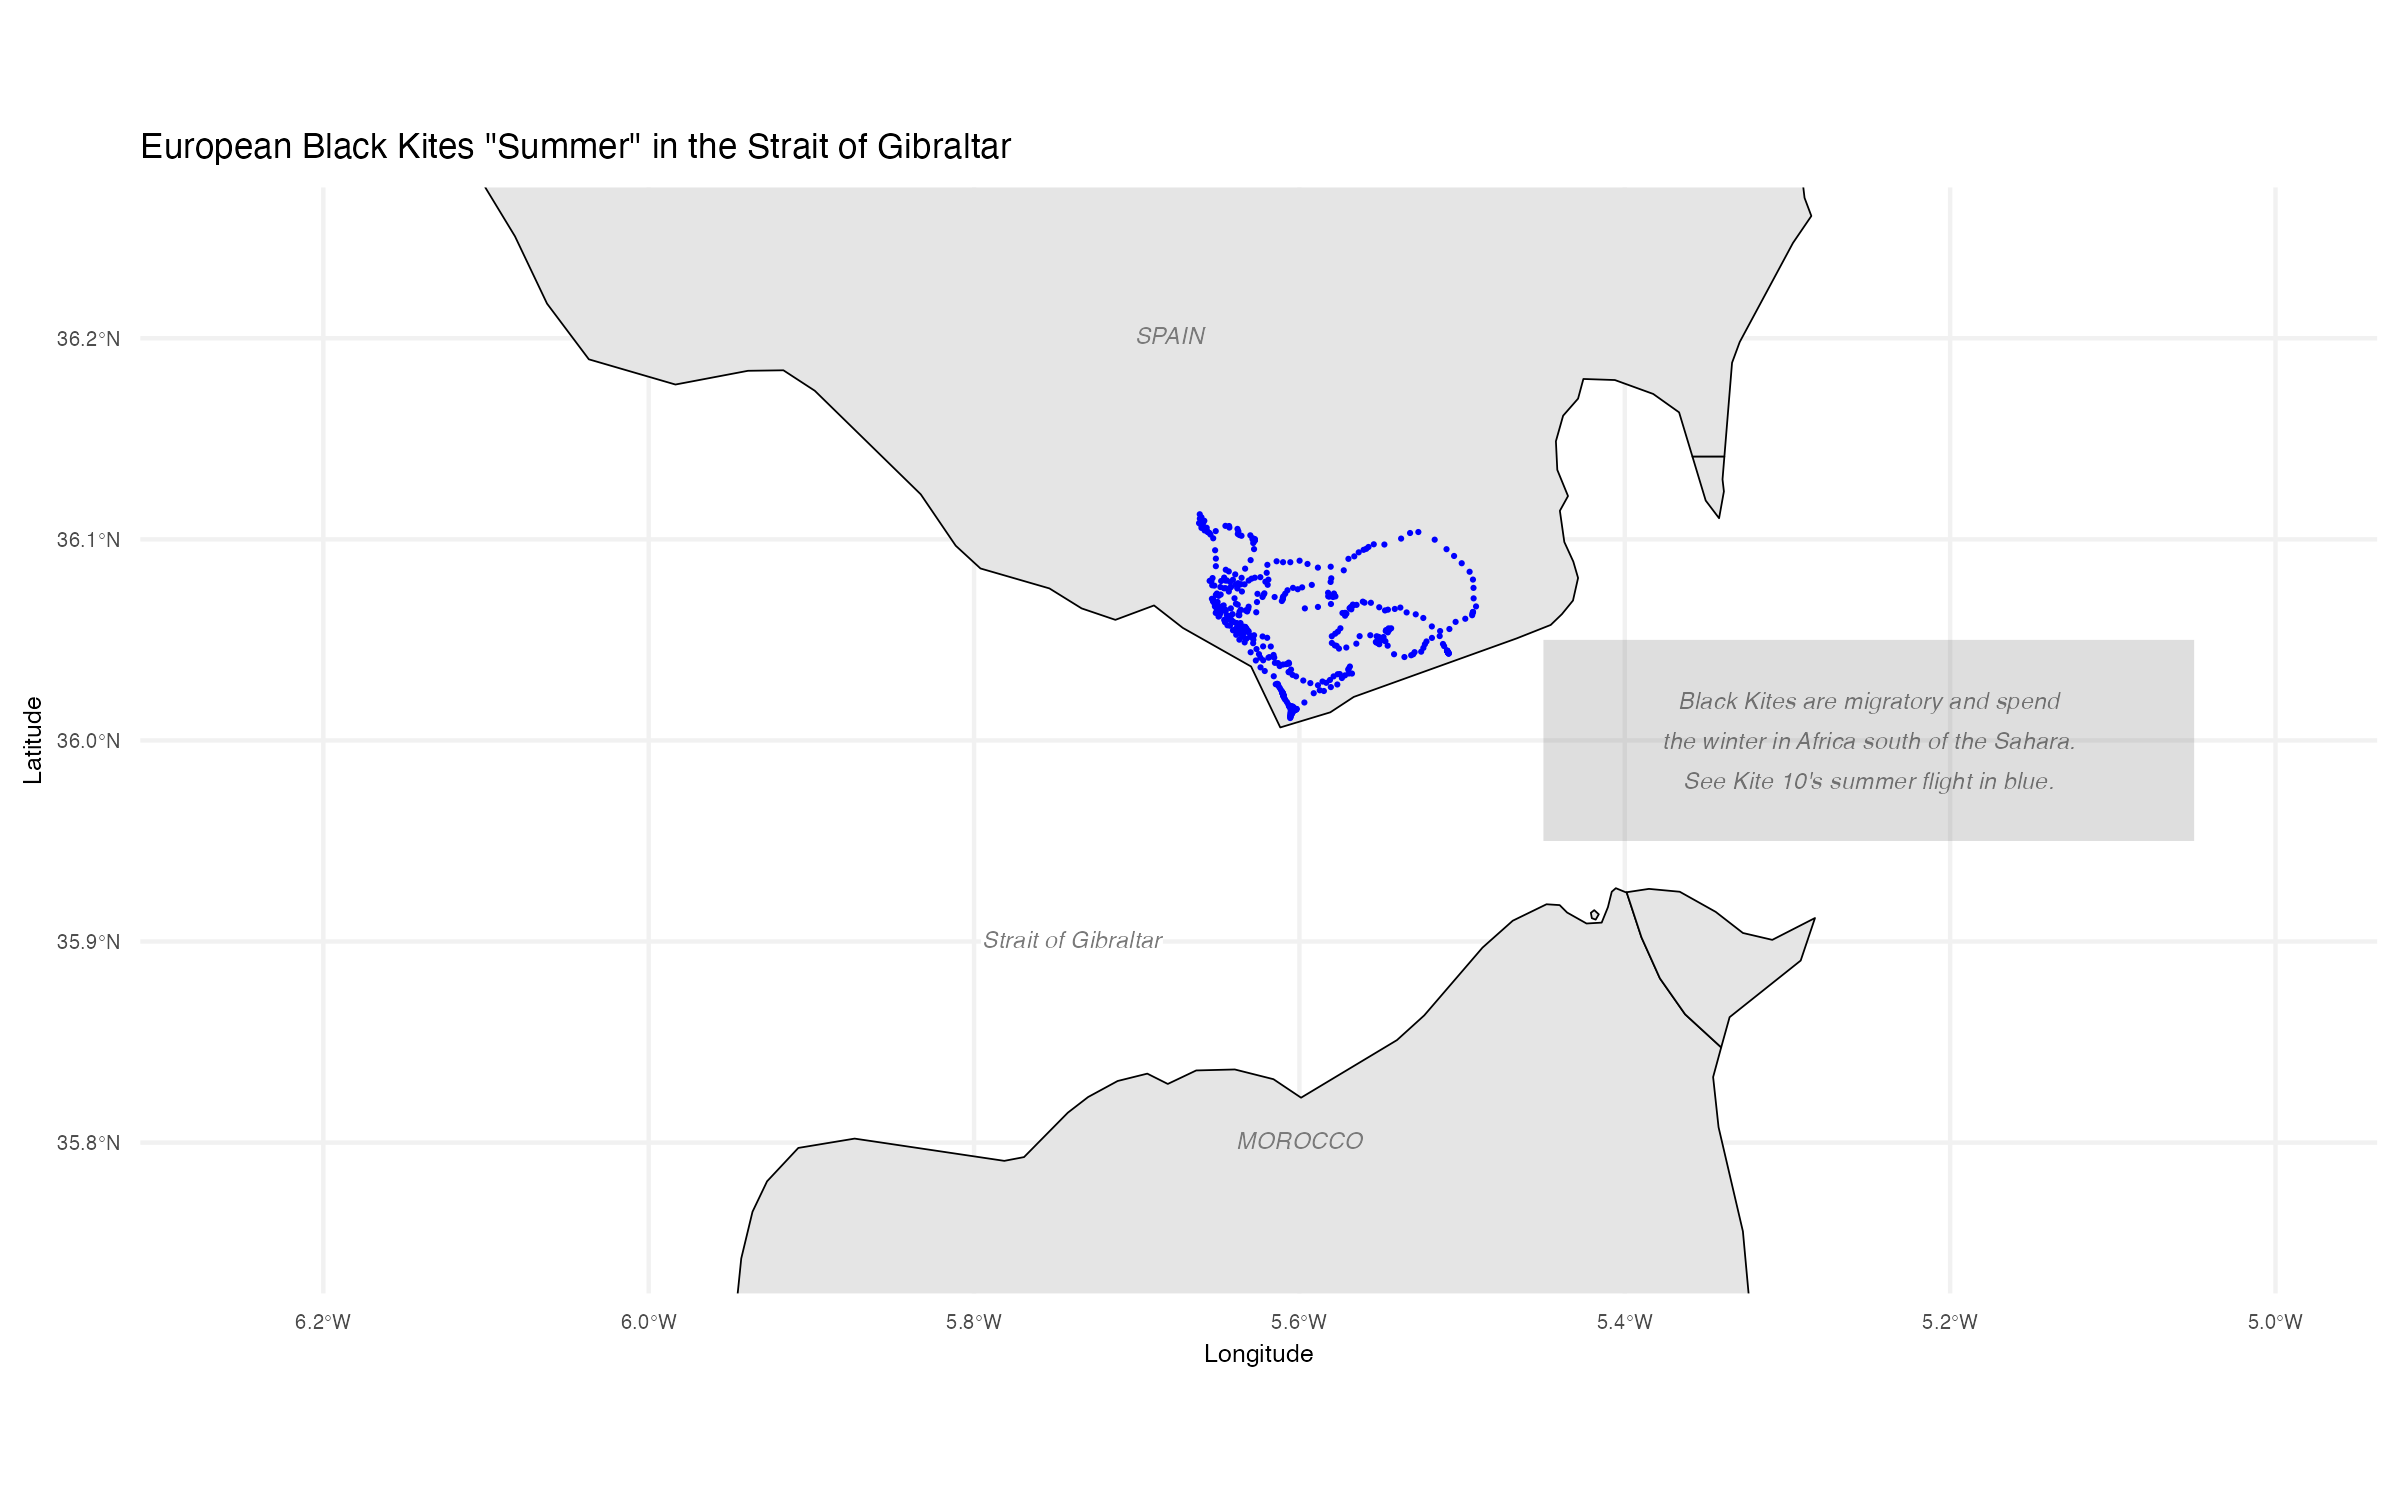 European Black Kites "Summer" in the Strait of Gibraltar
SPAIN
36.2°N
36.1°N
36.0°N
35.9°N
35.8°N
Latitude
Black Kites are migratory and spend
the winter in Africa south of the Sahara.
See Kite 10's summer flight in blue.
Strait of Gibraltar
MOROCCO
6.2°W
6.0°W
5.8°W
5.6°W
5.4°W
5.2°W
5.0°W
Longitude